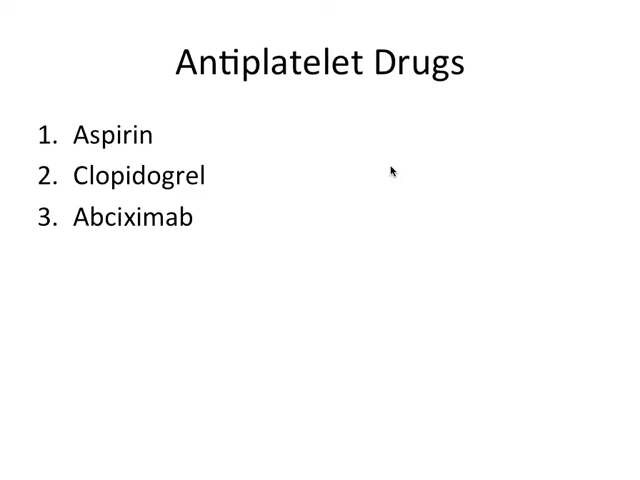 Antiplatelet Drugs
1. Aspirin
2. Clopidogrel
3. Abciximab